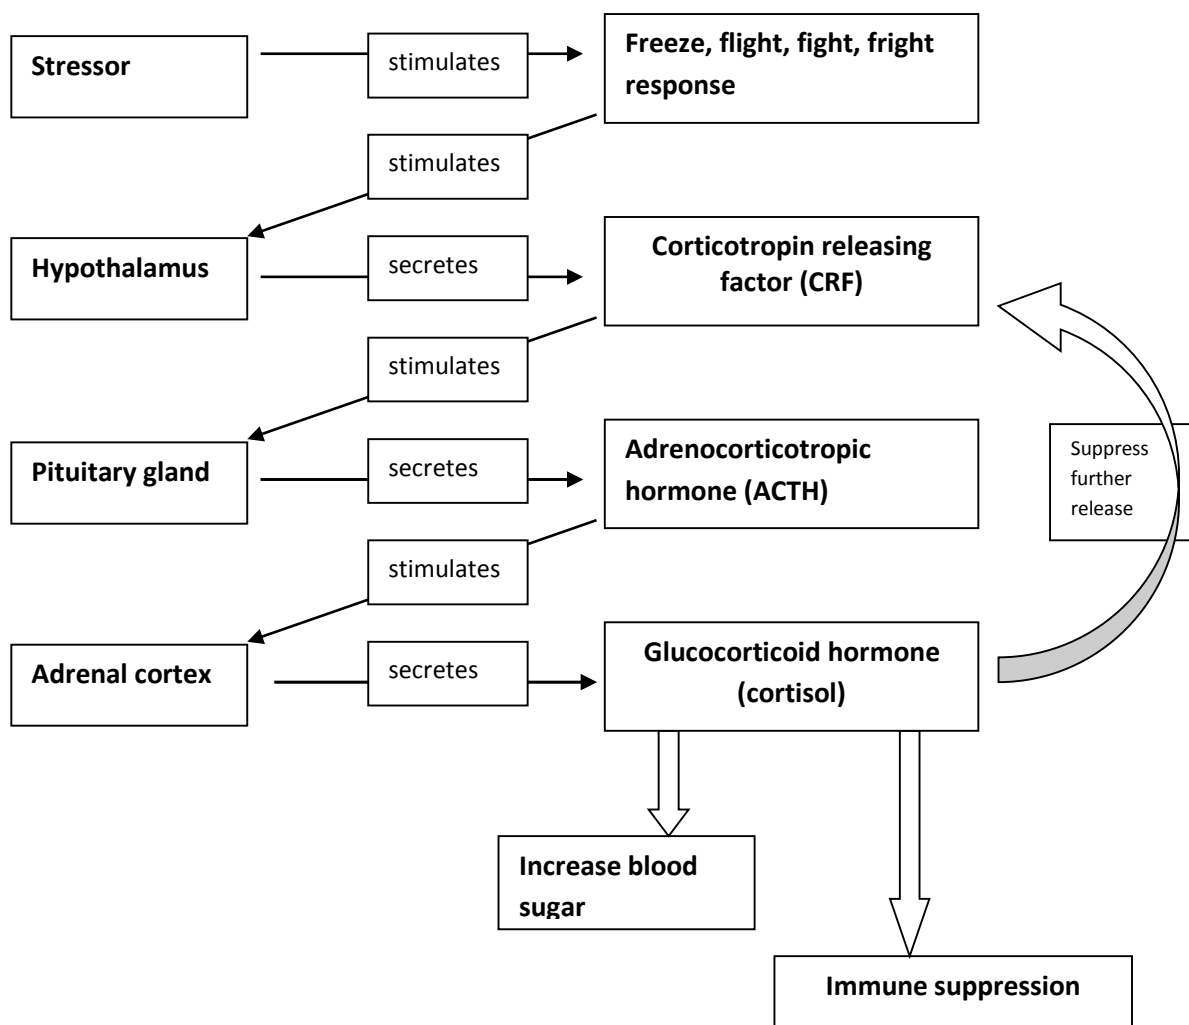 Stressor
stimulates
Freeze, flight, fight, fright
response
stimulates
Hypothalamus
secretes
Corticotropin releasing
factor (CRF)
stimulates
Pituitary gland
secretes
Adrenocorticotropic
hormone (ACTH)
Suppress
further
release
stimulates
Adrenal cortex
secretes
Glucocorticoid hormone
(cortisol)
Increase blood
sugar
Immune suppression